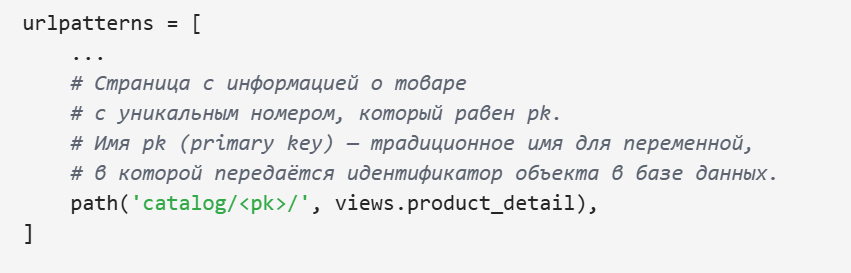 urlpatterns = [
    ...
    # Страница с информацией о товаре
    # с уникальным номером, который равен pk.
    # Имя pk (primary key) — традиционное имя для переменной,
    # в которой передаётся идентификатор объекта в базе данных.
    path('catalog/<pk>/', views.product_detail),
]